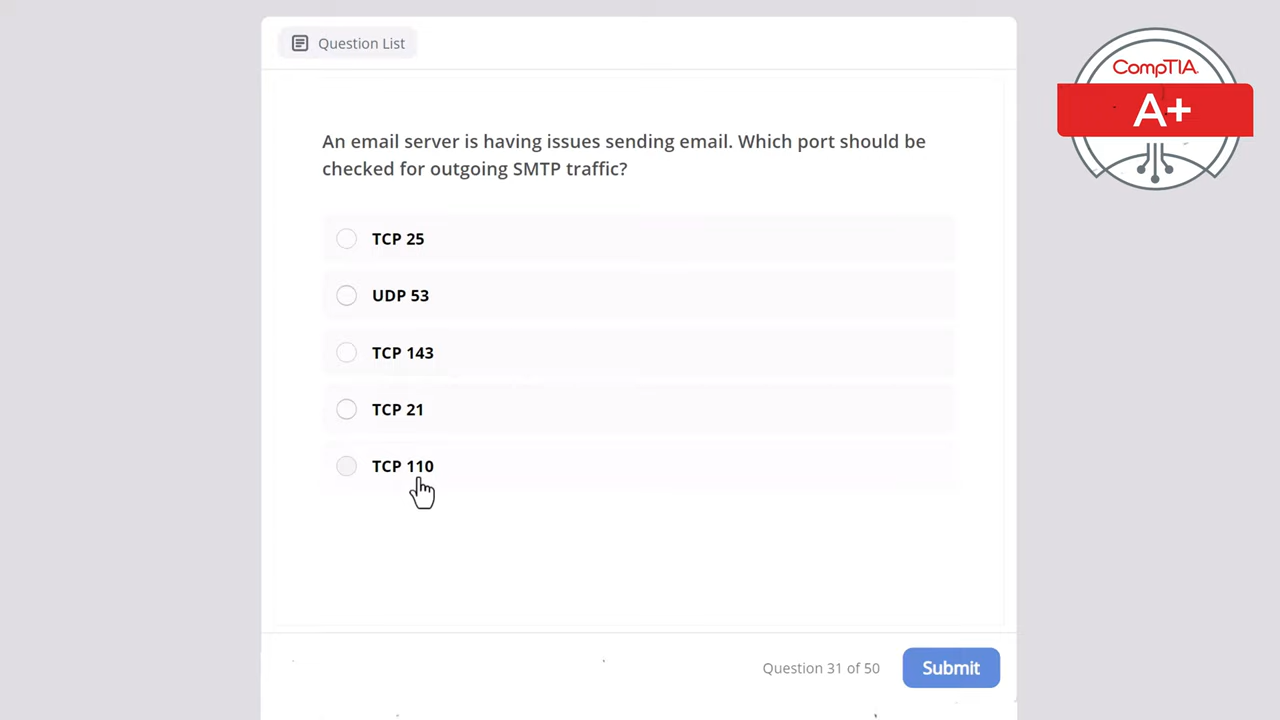 Question List
CompTIA.
A+
An email server is having issues sending email. Which port should be
checked for outgoing SMTP traffic?
TCP 25
UDP 53
TCP 143
TCP 21
TCP 110
Question 31 of 50
Submit